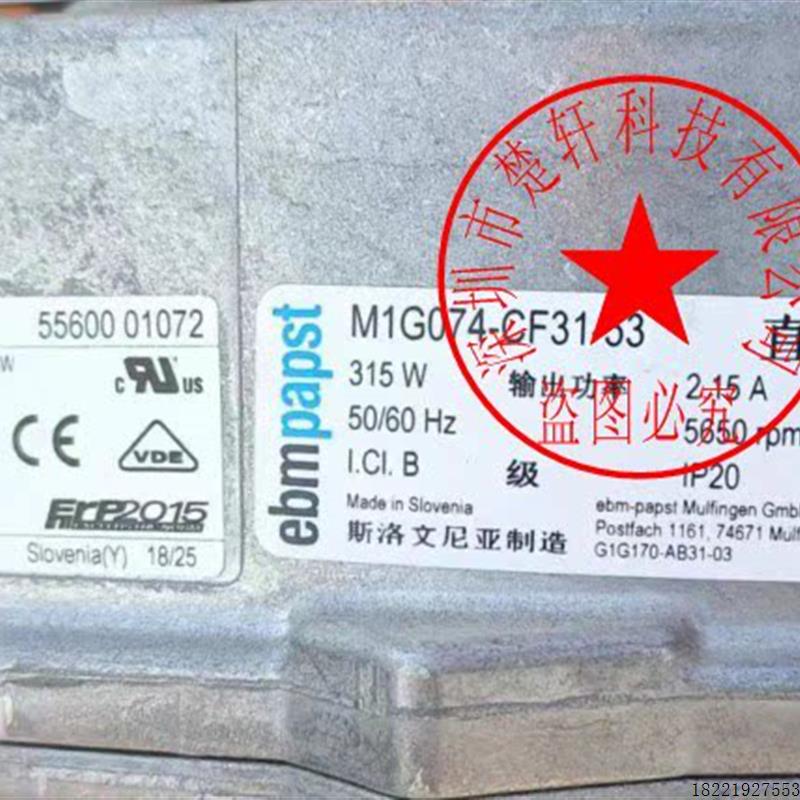 55600 01072
W
c RU US
CE
VDE
ErP2015
Slovenia(Y) 18/25
ebmpapst
M1G074-CF31-53
315 W 输出功率 2.15 A
50/60 Hz 5650 rpm
I.Cl. B 级 IP20
Made in Slovenia
斯洛文尼亚制造
ebm-papst Mulfingen Gmb
Postfach 1161, 74671 Mulf
G1G170-AB31-03
深圳市楚轩科技有限公司
盗图必究
18221927553